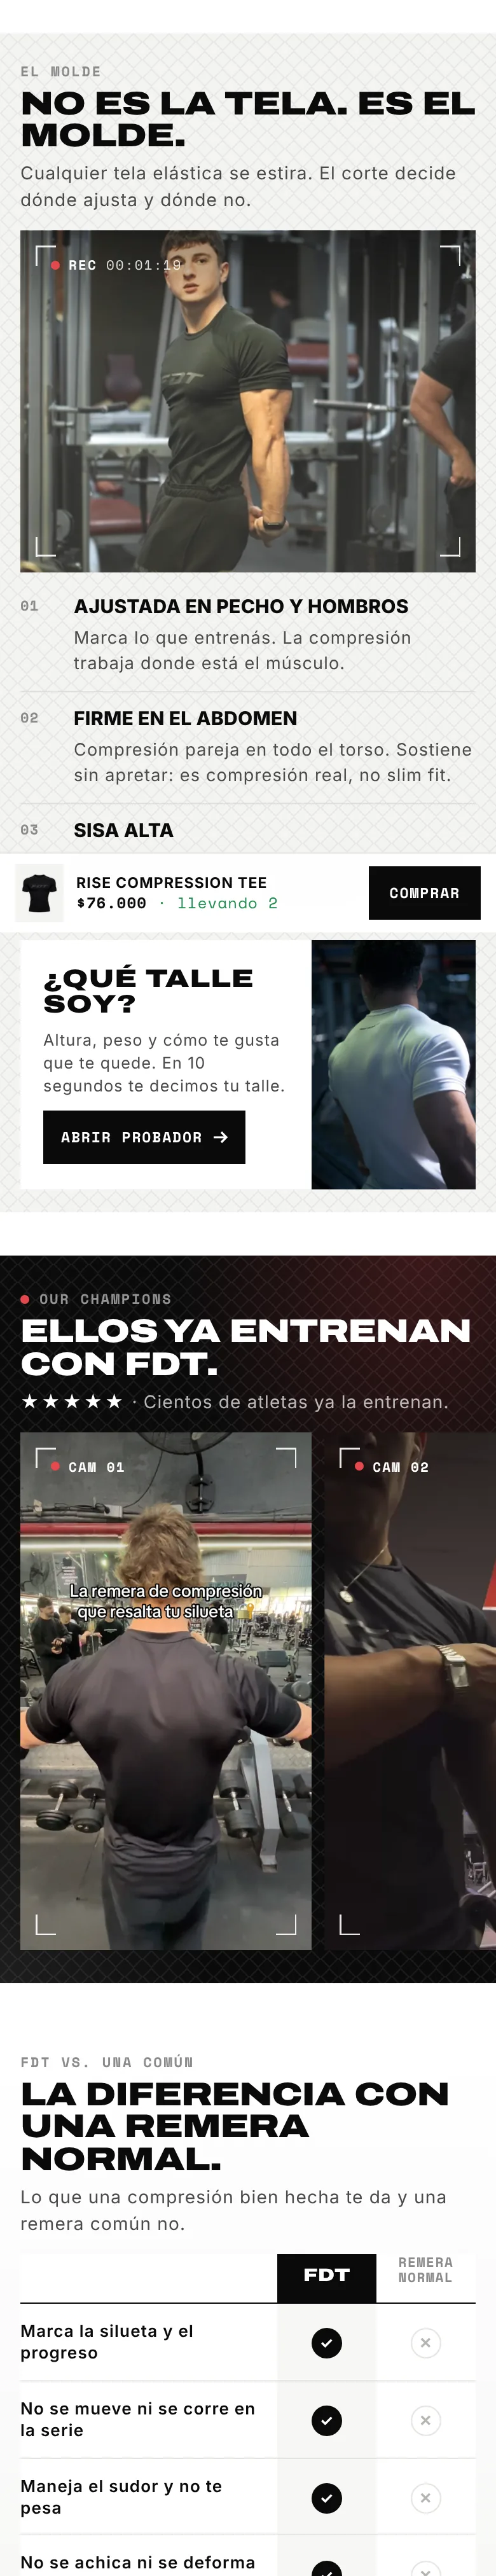 EL MOLDE
NO ES LA TELA. ES EL
MOLDE.
Cualquier tela elástica se estira. El corte decide
dónde ajusta y dónde no.
REC 00:01:19
FDT
01
AJUSTADA EN PECHO Y HOMBROS
Marca lo que entrenás. La compresión
trabaja donde está el músculo.
02
FIRME EN EL ABDOMEN
Compresión pareja en todo el torso. Sostiene
sin apretar: es compresión real, no slim fit.
03
SISA ALTA
RISE COMPRESSION TEE
$76.000 · llevando 2
COMPRAR
¿QUÉ TALLE
SOY?
Altura, peso y cómo te gusta
que te quede. En 10
segundos te decimos tu talle.
ABRIR PROBADOR →
OUR CHAMPIONS
ELLOS YA ENTRENAN
CON FDT.
★★★★★ · Cientos de atletas ya la entrenan.
CAM 01
La remera de compresión
que resalta tu silueta
CAM 02
FDT VS. UNA COMÚN
LA DIFERENCIA CON
UNA REMERA
NORMAL.
Lo que una compresión bien hecha te da y una
remera común no.
FDT
REMERA
NORMAL
Marca la silueta y el
progreso
No se mueve ni se corre en
la serie
Maneja el sudor y no te
pesa
No se achica ni se deforma